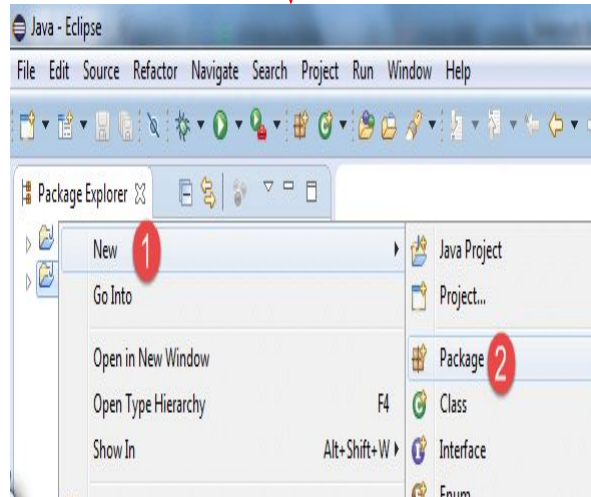 Java - Eclipse
File Edit Source Refactor Navigate Search Project Run Window Help
Package Explorer
New 1
Java Project
Go Into
Project...
Open in New Window
Package 2
Open Type Hierarchy F4
Class
Show In Alt+Shift+W
Interface
Enum